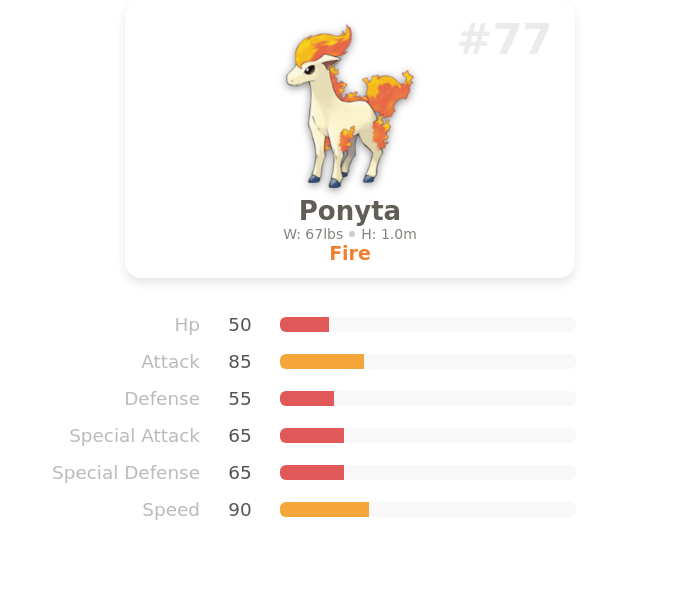 #77
Ponyta
W: 67lbs • H: 1.0m
Fire
Hp 50
Attack 85
Defense 55
Special Attack 65
Special Defense 65
Speed 90